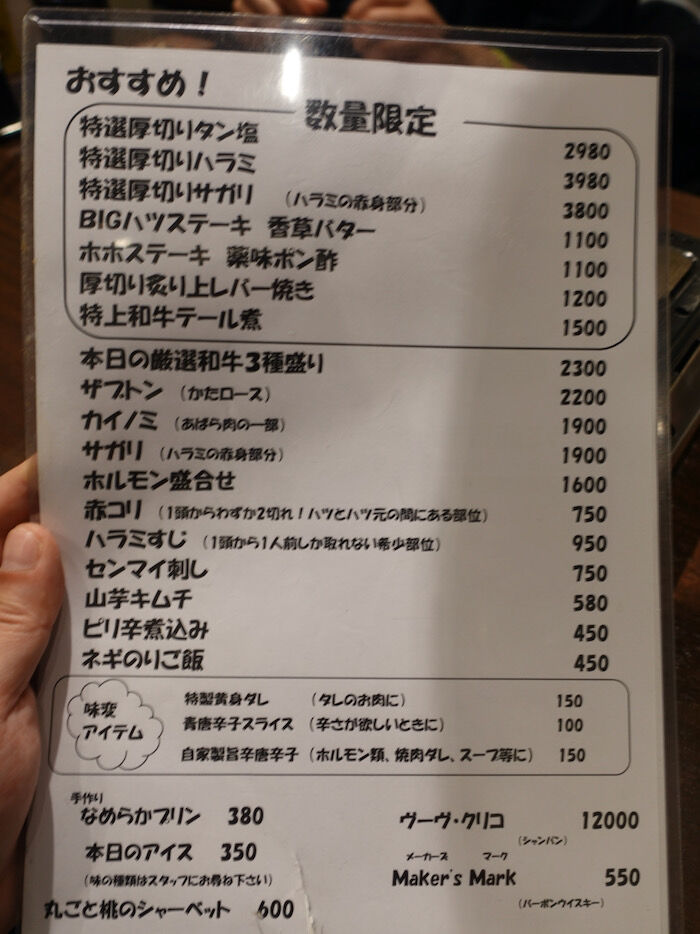 おすすめ！
数量限定
特選厚切りタン塩 2980
特選厚切りハラミ 3980
特選厚切りサガリ （ハラミの赤身部分） 3800
BIGハツステーキ 香草バター 1100
ホホステーキ 薬味ポン酢 1100
厚切り炙り上レバー焼き 1200
特上和牛テール煮 1500
本日の厳選和牛3種盛り 2300
ザブトン （かたロース） 2200
カイノミ （あばら肉の一部） 1900
サガリ （ハラミの赤身部分） 1900
ホルモン盛合せ 1600
赤コリ （1頭からわずか2切れ！ハツとハツ元の間にある部位） 750
ハラミすじ （1頭から1人前しか取れない希少部位） 950
センマイ刺し 750
山芋キムチ 580
ピリ辛煮込み 450
ネギのりご飯 450
味変
アイテム
特製黄身ダレ （タレのお肉に） 150
青唐辛子スライス （辛さが欲しいときに） 100
自家製旨辛唐辛子 （ホルモン類、焼肉ダレ、スープ等に） 150
手作り
なめらかプリン 380
本日のアイス 350
（味の種類はスタッフにお尋ね下さい）
丸ごと桃のシャーベット 600
ヴーヴ・クリコ 12000
（シャンパン）
メーカーズ マーク
Maker's Mark 550
（バーボンウイスキー）